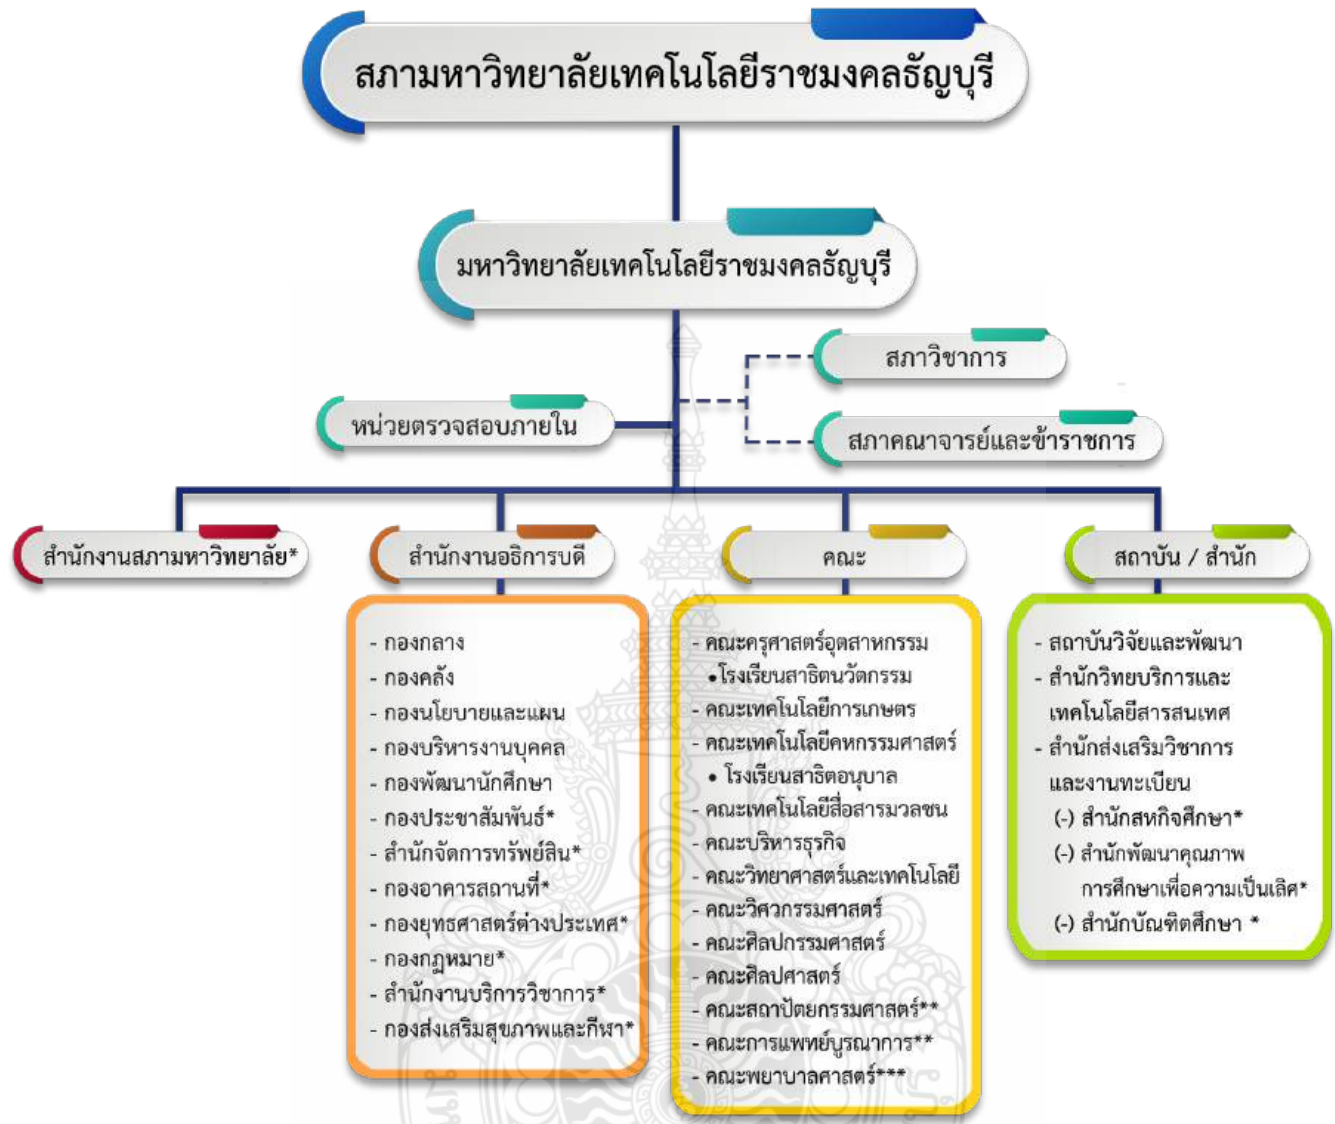 สภามหาวิทยาลัยเทคโนโลยีราชมงคลธัญบุรี
มหาวิทยาลัยเทคโนโลยีราชมงคลธัญบุรี
สภาวิชาการ
หน่วยตรวจสอบภายใน
สภาคณาจารย์และข้าราชการ
สำนักงานสภามหาวิทยาลัย*
สำนักงานอธิการบดี
- กองกลาง
- กองคลัง
- กองนโยบายและแผน
- กองบริหารงานบุคคล
- กองพัฒนานักศึกษา
- กองประชาสัมพันธ์*
- สำนักจัดการทรัพย์สิน*
- กองอาคารสถานที่*
- กองยุทธศาสตร์ต่างประเทศ*
- กองกฎหมาย*
- สำนักงานบริการวิชาการ*
- กองส่งเสริมสุขภาพและกีฬา*
คณะ
- คณะครุศาสตร์อุตสาหกรรม
•โรงเรียนสาธิตนวัตกรรม
- คณะเทคโนโลยีการเกษตร
- คณะเทคโนโลยีคหกรรมศาสตร์
• โรงเรียนสาธิตอนุบาล
- คณะเทคโนโลยีสื่อสารมวลชน
- คณะบริหารธุรกิจ
- คณะวิทยาศาสตร์และเทคโนโลยี
- คณะวิศวกรรมศาสตร์
- คณะศิลปกรรมศาสตร์
- คณะศิลปศาสตร์
- คณะสถาปัตยกรรมศาสตร์**
- คณะการแพทย์บูรณาการ**
- คณะพยาบาลศาสตร์***
สถาบัน / สำนัก
- สถาบันวิจัยและพัฒนา
- สำนักวิทยบริการและ
เทคโนโลยีสารสนเทศ
- สำนักส่งเสริมวิชาการ
และงานทะเบียน
(-) สำนักสหกิจศึกษา*
(-) สำนักพัฒนาคุณภาพ
การศึกษาเพื่อความเป็นเลิศ*
(-) สำนักบัณฑิตศึกษา *